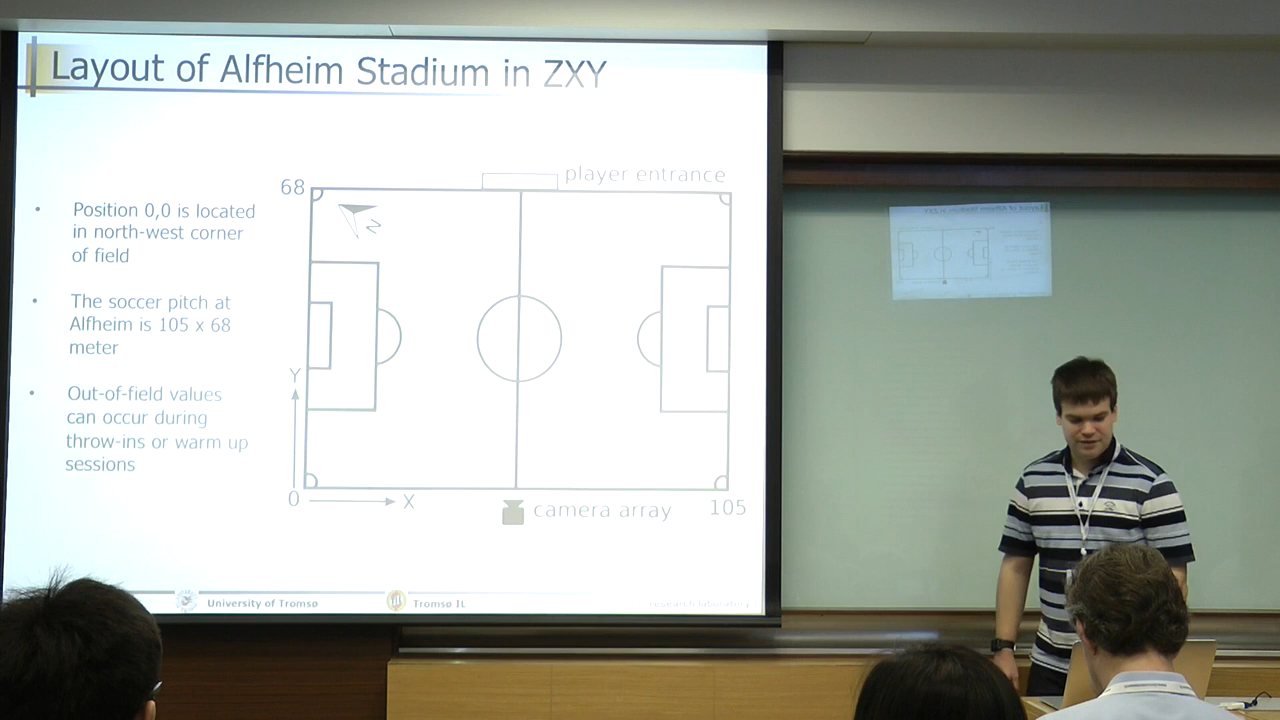 Layout of Alfheim Stadium in ZXY
• Position 0,0 is located
in north-west corner
of field
• The soccer pitch at
Alfheim is 105 x 68
meter
• Out-of-field values
can occur during
throw-ins or warm up
sessions
68
player entrance
N
Y
0
X
camera array
105
University of Tromsø
Tromsø IL
research laboratory